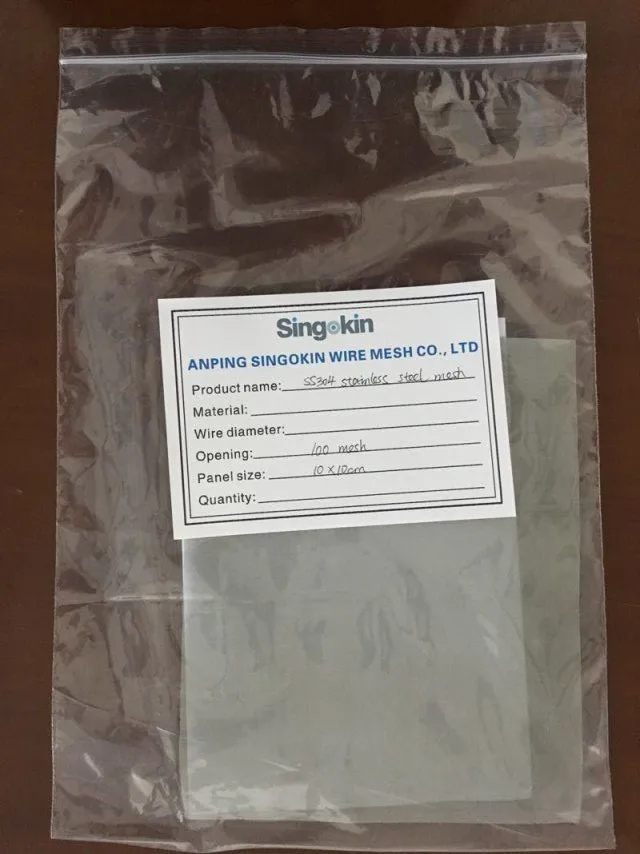 Singokin
ANPING SINGOKIN WIRE MESH CO., LTD
Product name: SS304 stainless steel mesh
Material:
Wire diameter:
Opening: 100 mesh
Panel size: 10×10cm
Quantity: